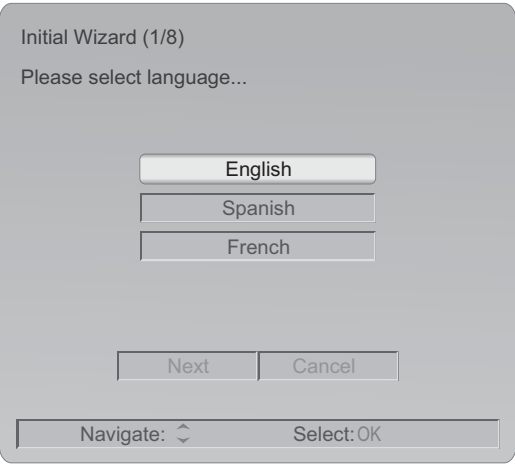 Initial Wizard (1/8)
Please select language...
English
Spanish
French
Next Cancel
Navigate: Select: OK